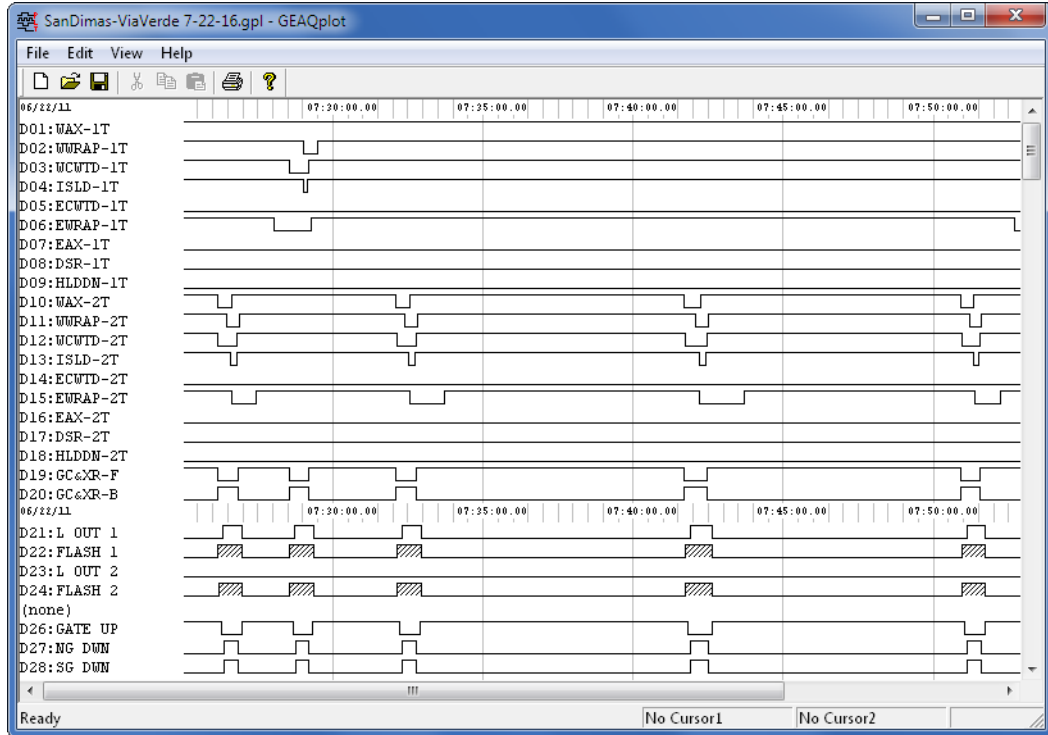 SanDimas-ViaVerde 7-22-16.gpl - GEAQplot
File Edit View Help
06/22/11 07:30:00.00 07:35:00.00 07:40:00.00 07:45:00.00 07:50:00.00
D01:WAX-1T
D02:WWRAP-1T
D03:WCWTD-1T
D04:ISLD-1T
D05:ECWTD-1T
D06:EWRAP-1T
D07:EAX-1T
D08:DSR-1T
D09:HLDDN-1T
D10:WAX-2T
D11:WWRAP-2T
D12:WCWTD-2T
D13:ISLD-2T
D14:ECWTD-2T
D15:EWRAP-2T
D16:EAX-2T
D17:DSR-2T
D18:HLDDN-2T
D19:GC&XR-F
D20:GC&XR-B
06/22/11 07:30:00.00 07:35:00.00 07:40:00.00 07:45:00.00 07:50:00.00
D21:L OUT 1
D22:FLASH 1
D23:L OUT 2
D24:FLASH 2
(none)
D26:GATE UP
D27:NG DWN
D28:SG DWN
Ready No Cursor1 No Cursor2